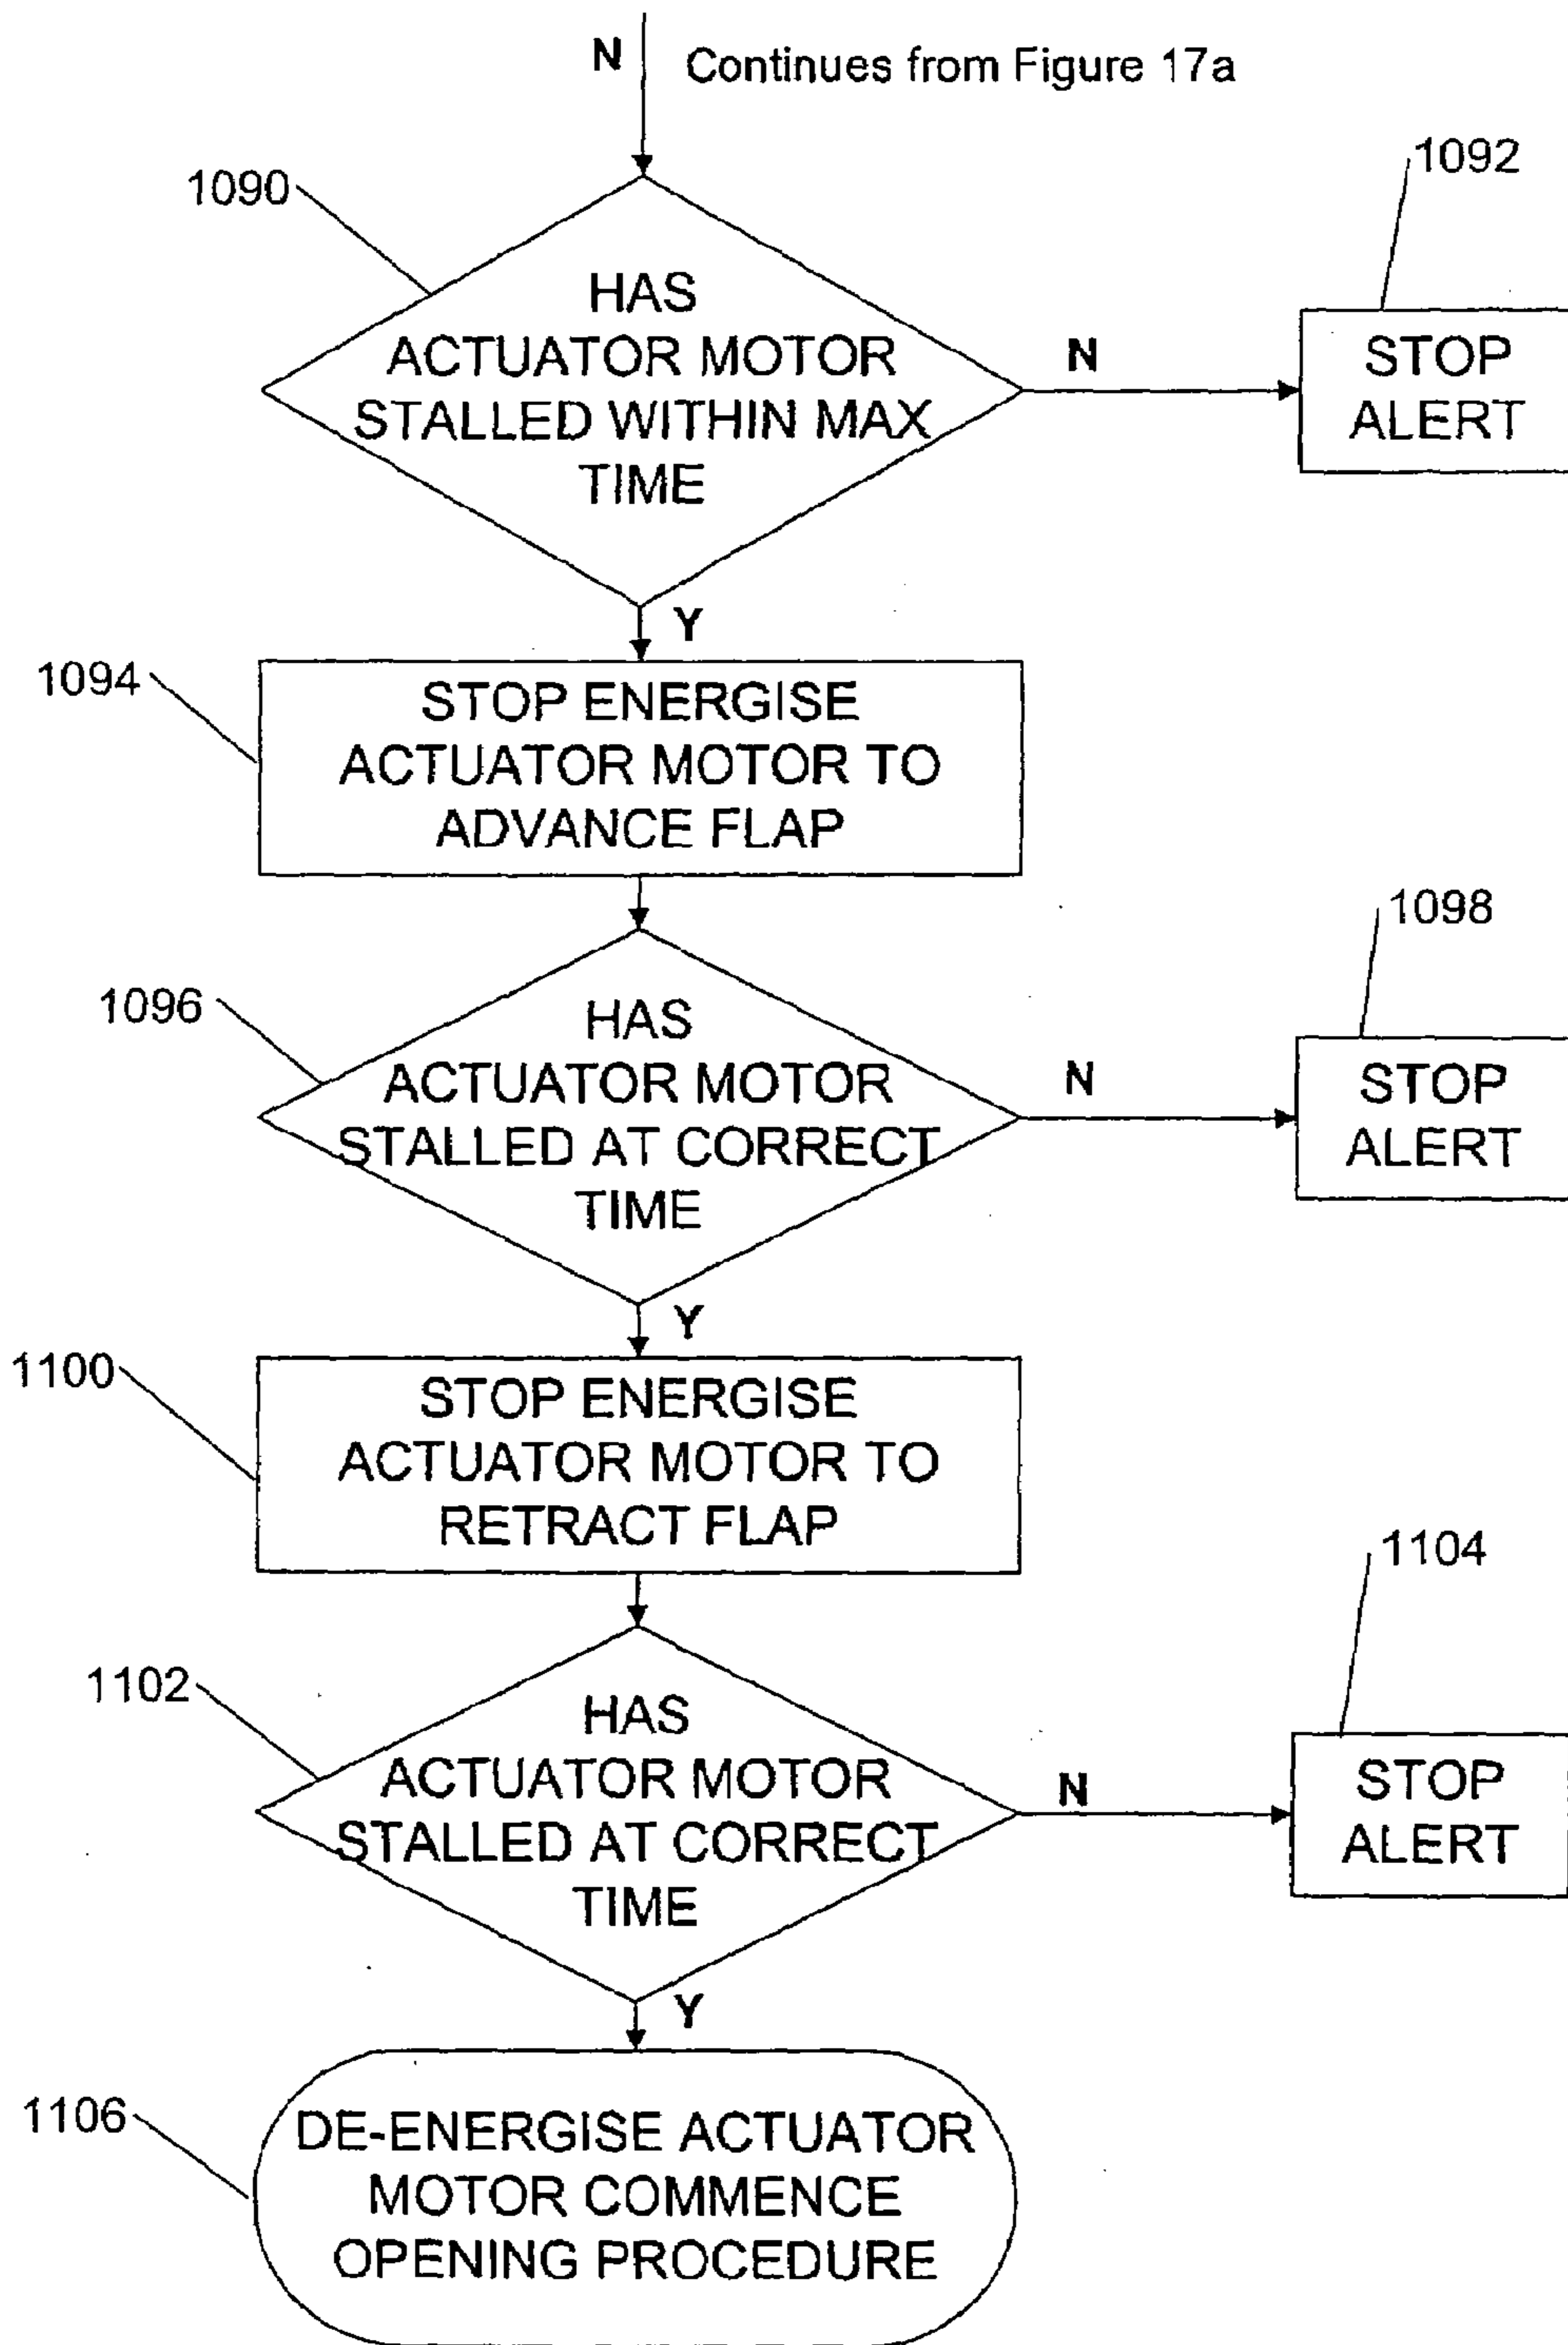 N
Continues from Figure 17a
1090
1092
HAS
ACTUATOR MOTOR
STALLED WITHIN MAX
TIME
N
STOP
ALERT
Y
1094
STOP ENERGISE
ACTUATOR MOTOR TO
ADVANCE FLAP
1096
1098
HAS
ACTUATOR MOTOR
STALLED AT CORRECT
TIME
N
STOP
ALERT
Y
1100
STOP ENERGISE
ACTUATOR MOTOR TO
RETRACT FLAP
1102
1104
HAS
ACTUATOR MOTOR
STALLED AT CORRECT
TIME
N
STOP
ALERT
Y
1106
DE-ENERGISE ACTUATOR
MOTOR COMMENCE
OPENING PROCEDURE